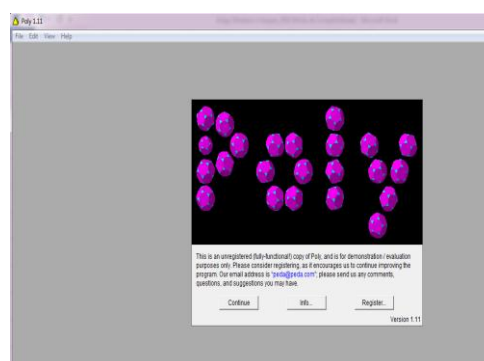 Poly 1.11
File Edit View Help
Poly
This is an unregistered (fully-functional!) copy of Poly, and is for demonstration / evaluation
purposes only. Please consider registering, as it encourages us to continue improving the
program. Our email address is "peda@peda.com"; please send us any comments,
questions, and suggestions you may have.
Continue Info... Register...
Version 1.11